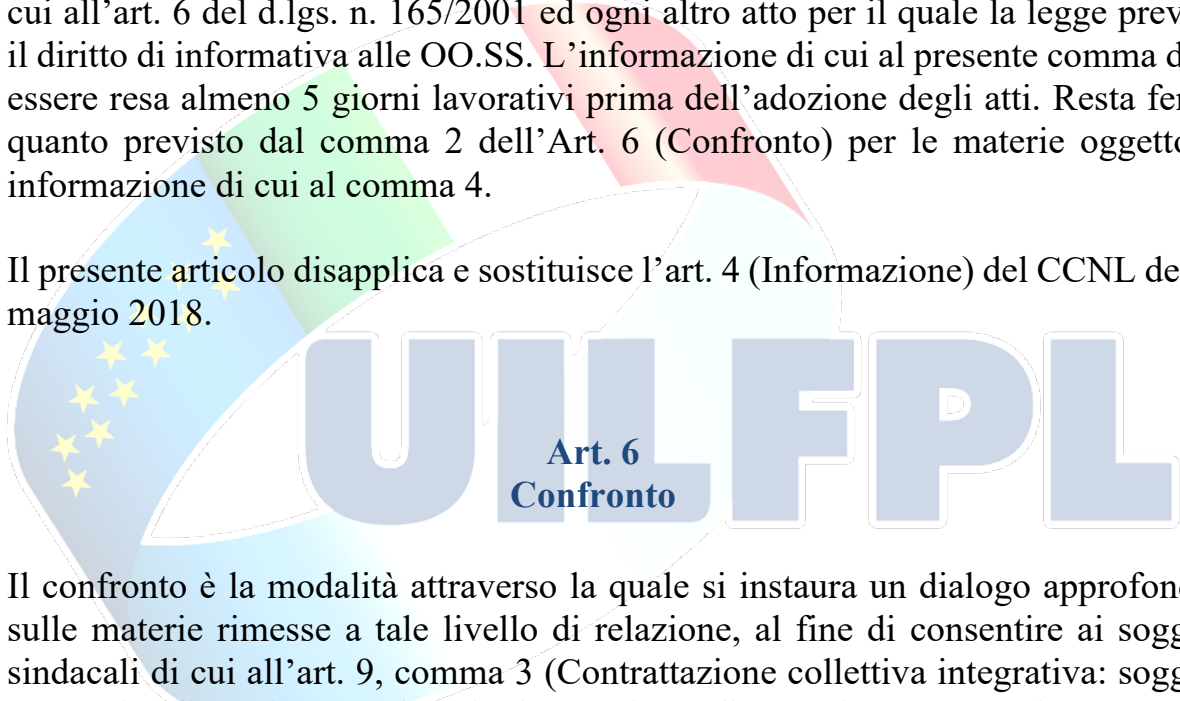 cui all’art. 6 del d.lgs. n. 165/2001 ed ogni altro atto per il quale la legge prev
il diritto di informativa alle OO.SS. L’informazione di cui al presente comma d
essere resa almeno 5 giorni lavorativi prima dell’adozione degli atti. Resta fer
quanto previsto dal comma 2 dell’Art. 6 (Confronto) per le materie oggetto
informazione di cui al comma 4.
Il presente articolo disapplica e sostituisce l’art. 4 (Informazione) del CCNL de
maggio 2018.
UILFPL
Art. 6
Confronto
Il confronto è la modalità attraverso la quale si instaura un dialogo approfond
sulle materie rimesse a tale livello di relazione, al fine di consentire ai sogg
sindacali di cui all’art. 9, comma 3 (Contrattazione collettiva integrativa: sogg